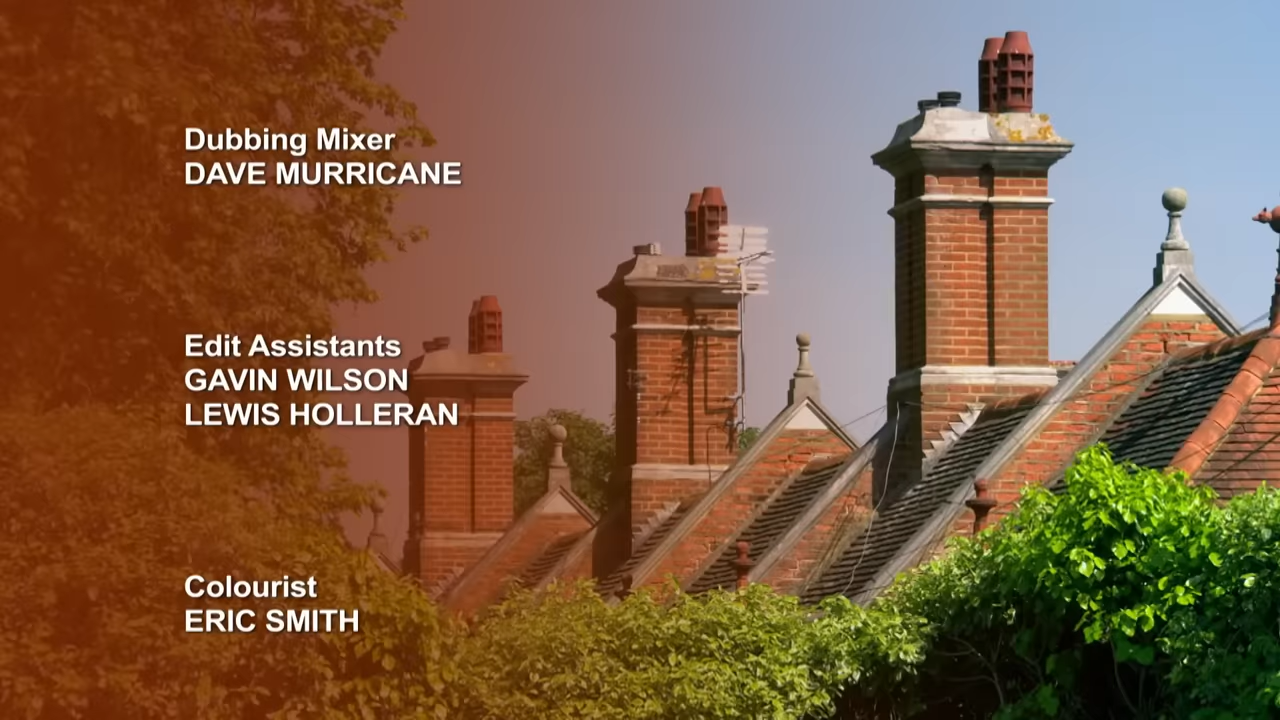 Dubbing Mixer
DAVE MURRICANE
Edit Assistants
GAVIN WILSON
LEWIS HOLLERAN
Colourist
ERIC SMITH